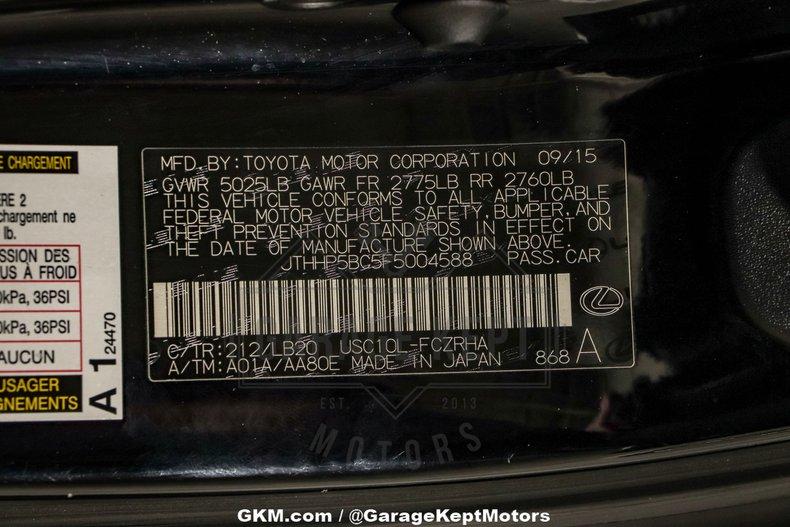 E CHARGEMENT
ÈRE 2
chargement ne
lb.
ESSION DES
US À FROID
0kPa, 36PSI
0kPa, 36PSI
AUCUN
USAGER
GNEMENTS
A 1 24470
MFD. BY: TOYOTA MOTOR CORPORATION 09/15
GVWR 5025LB GAWR FR 2775LB RR 2760LB
THIS VEHICLE CONFORMS TO ALL APPLICABLE
FEDERAL MOTOR VEHICLE SAFETY, BUMPER, AND
THEFT PREVENTION STANDARDS IN EFFECT ON
THE DATE OF MANUFACTURE SHOWN ABOVE.
JTHHP5BC5F5004588 PASS.CAR
C/TR: 212/LB20 USC10L-FCZRHA
A/TM: A01A/AA80E MADE IN JAPAN 868 A
GARAGE KEPT
EST. 2013
MOTORS
GKM.com / @GarageKeptMotors